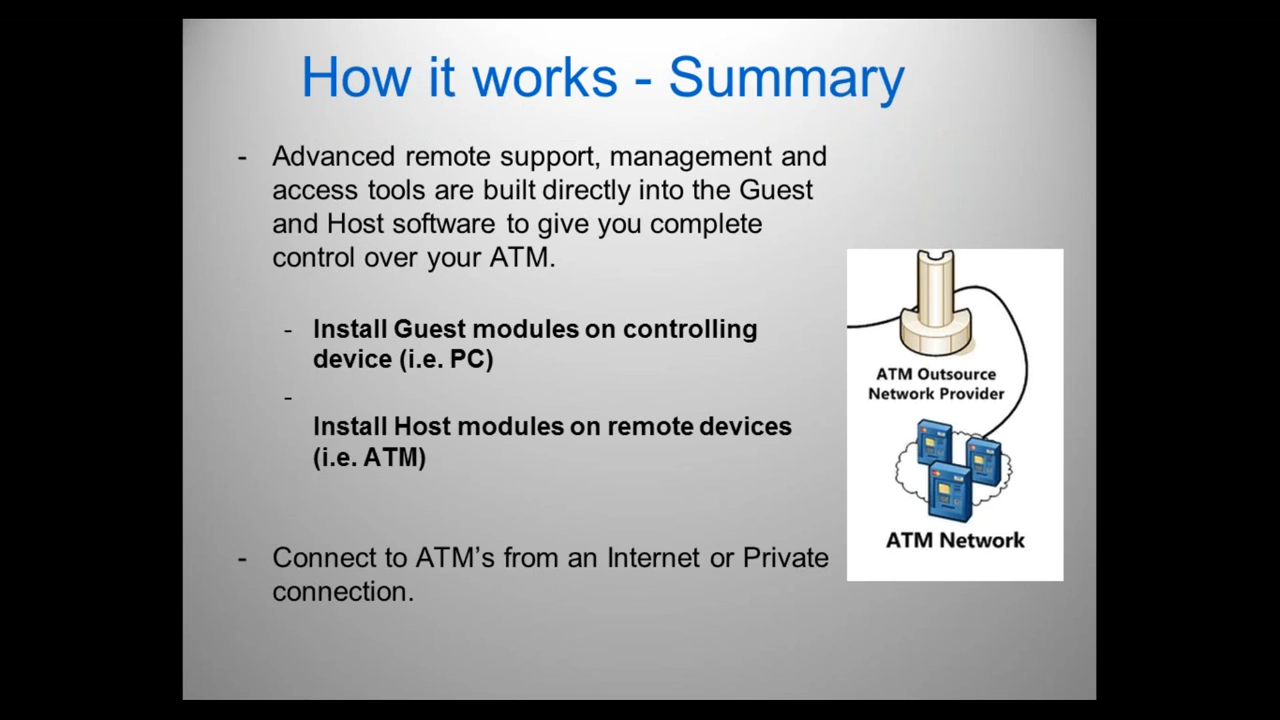 How it works - Summary
- Advanced remote support, management and
access tools are built directly into the Guest
and Host software to give you complete
control over your ATM.
- Install Guest modules on controlling
device (i.e. PC)
-
Install Host modules on remote devices
(i.e. ATM)
- Connect to ATM’s from an Internet or Private
connection.
ATM Outsource
Network Provider
ATM Network